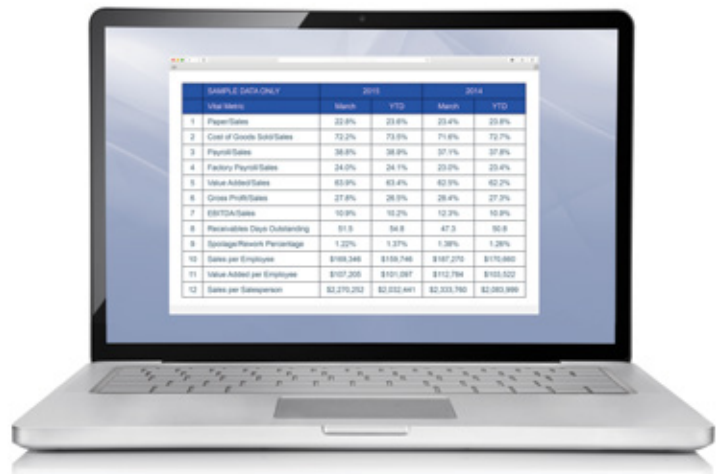 SAMPLE DATA ONLY 2015 2014
Vital Metric March YTD March YTD
1 Paper/Sales 22.8% 23.6% 23.4% 23.8%
2 Cost of Goods Sold/Sales 72.2% 73.5% 71.6% 72.7%
3 Payroll/Sales 38.8% 38.9% 37.1% 37.8%
4 Factory Payroll/Sales 24.0% 24.1% 23.0% 23.4%
5 Value Added/Sales 63.9% 63.4% 62.5% 62.2%
6 Gross Profit/Sales 27.8% 26.5% 28.4% 27.3%
7 EBITDA/Sales 10.9% 10.2% 12.3% 10.9%
8 Receivables Days Outstanding 51.5 54.8 47.3 50.8
9 Spoilage/Rework Percentage 1.22% 1.37% 1.38% 1.26%
10 Sales per Employee $169,346 $159,746 $187,270 $170,660
11 Value Added per Employee $107,205 $101,097 $112,784 $103,522
12 Sales per Salesperson $2,270,252 $2,032,441 $2,333,760 $2,083,999